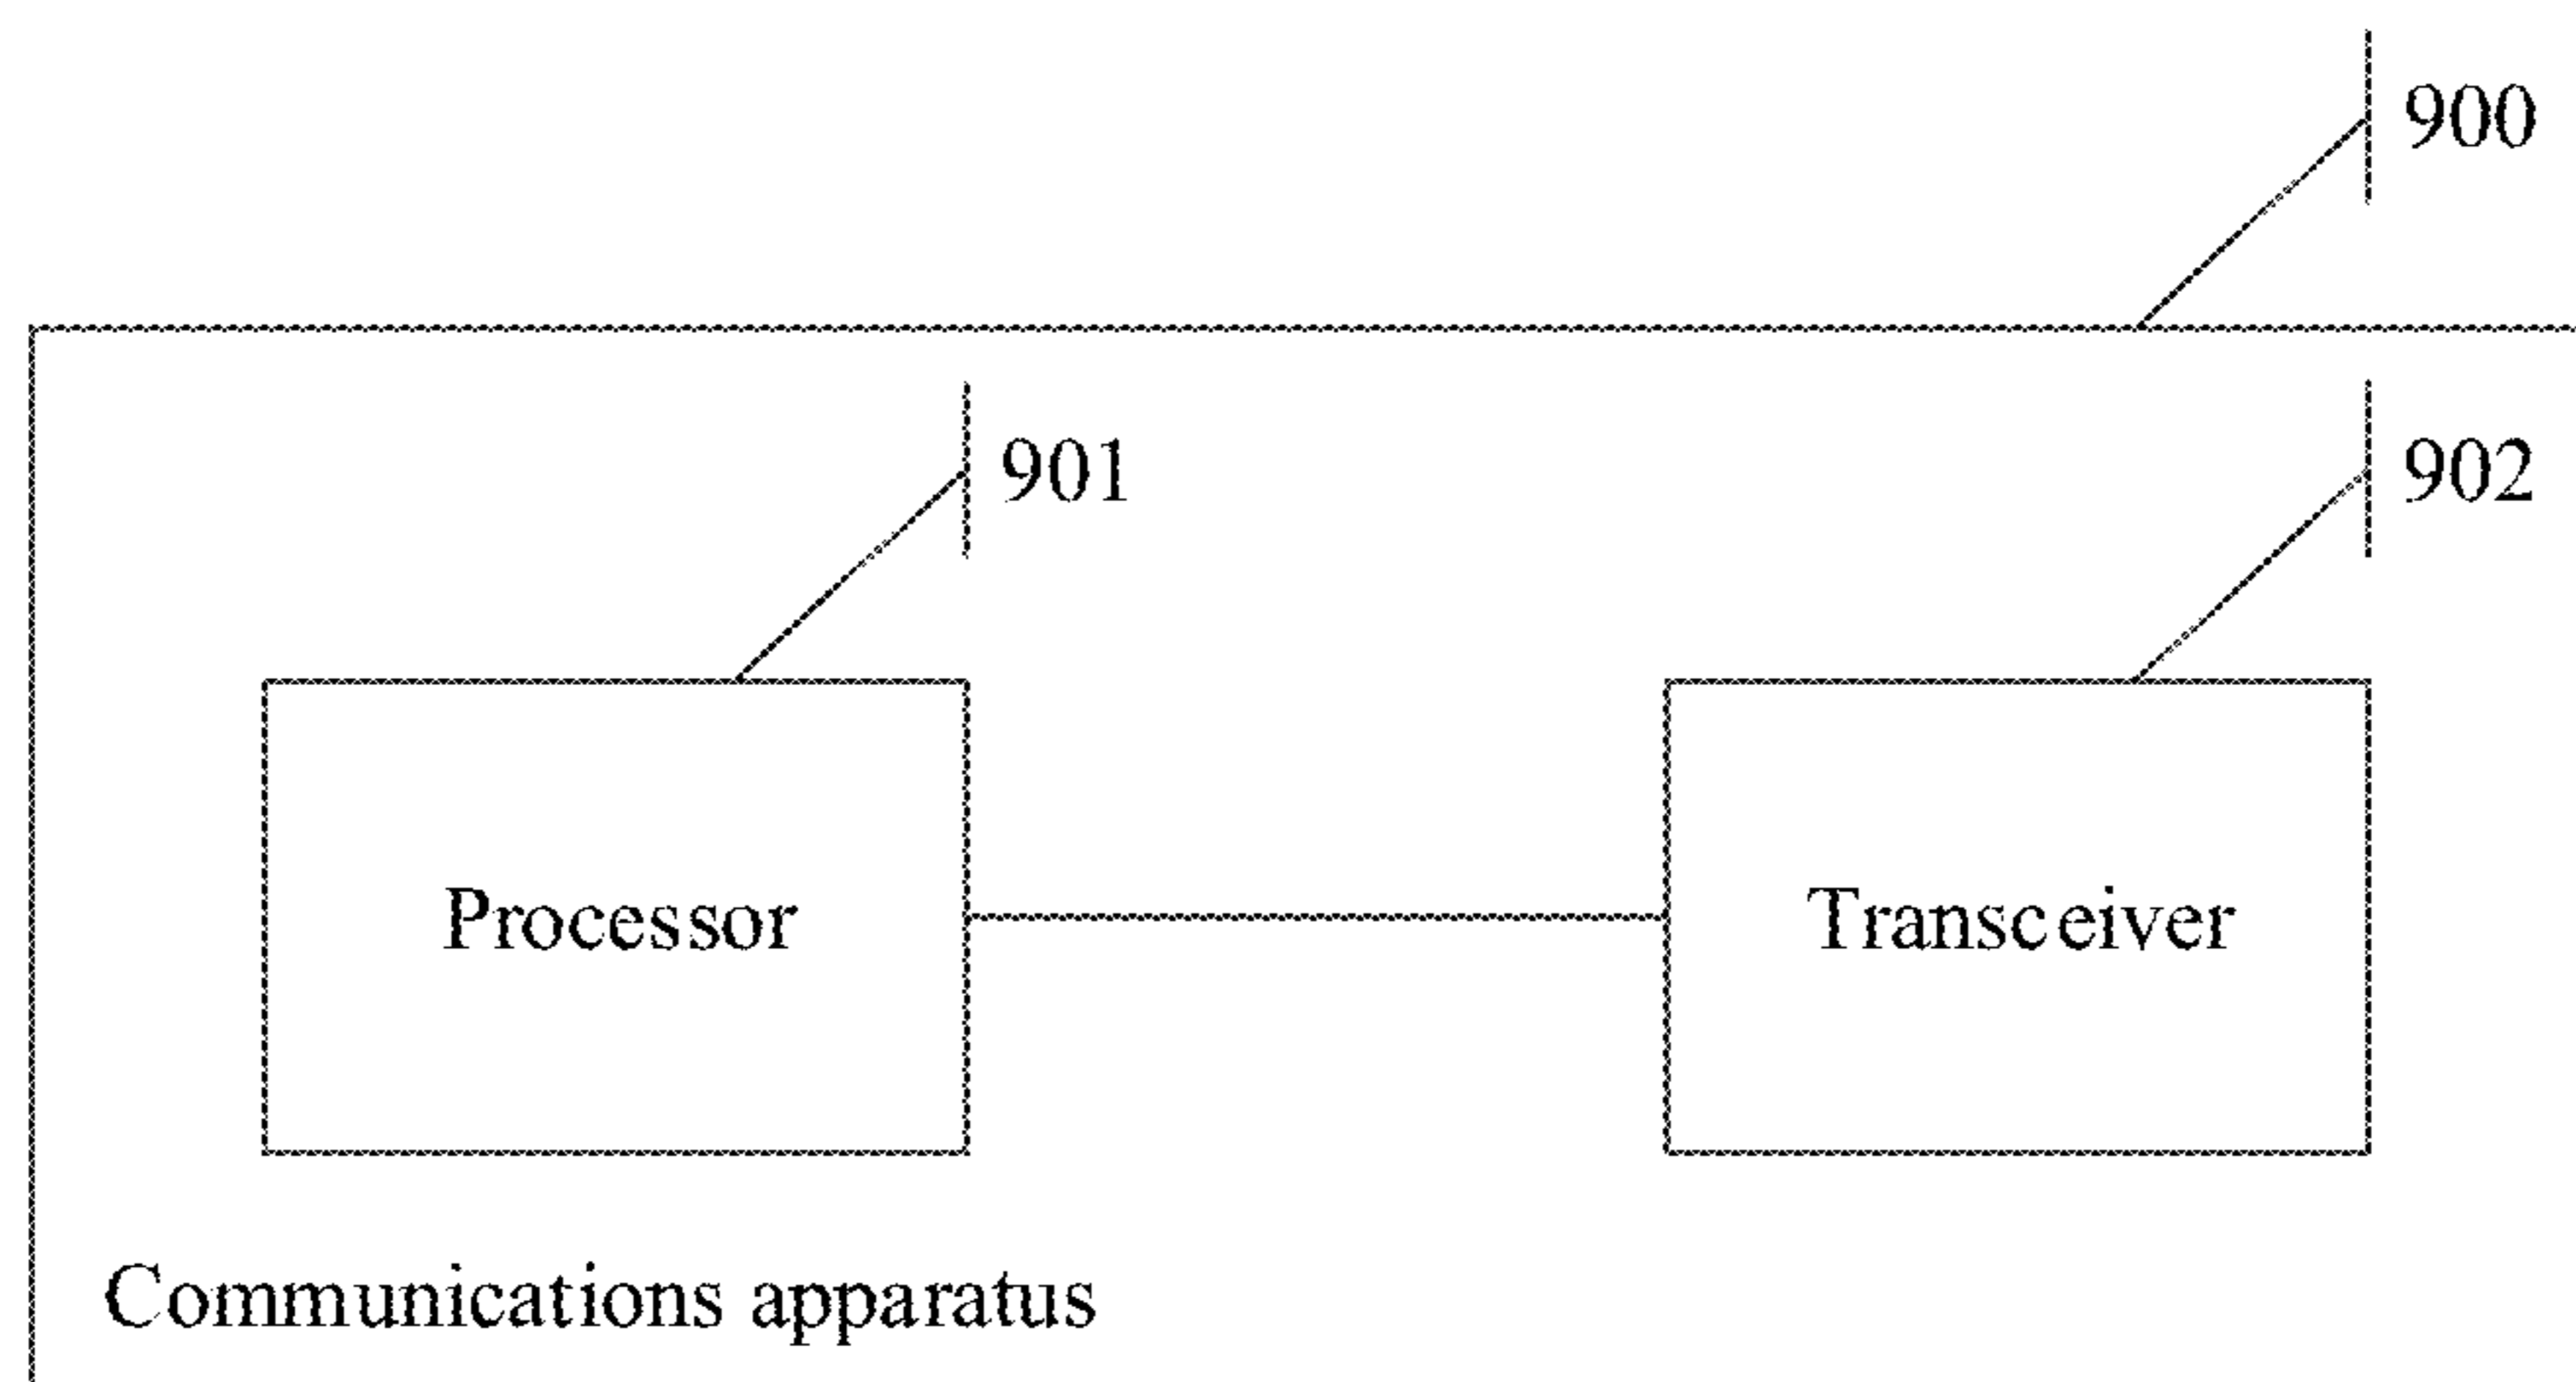 900
901
902
Processor
Transceiver
Communications apparatus